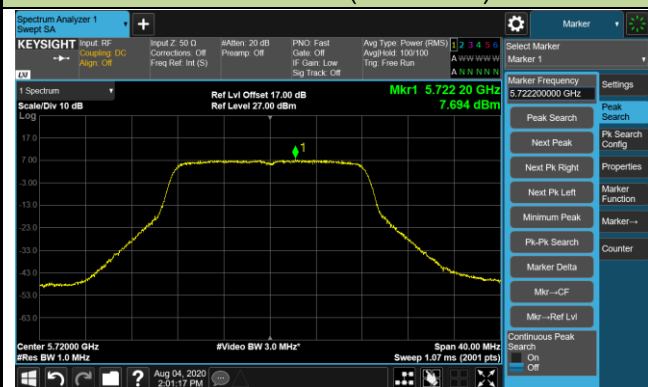 Spectrum Analyzer 1
Swept SA
+
Marker
KEYSIGHT
Input: RF
Coupling: DC
Align: Off
Input Z: 50 Ω
Corrections: Off
Freq Ref: Int (S)
#Atten: 20 dB
Preamp: Off
PNO: Fast
Gate: Off
IF Gain: Low
Sig Track: Off
Avg Type: Power (RMS)
Avg|Hold: 100/100
Trig: Free Run
1 2 3 4 5 6
A W W W W W
A N N N N N
LXI
Select Marker
Marker 1
1 Spectrum
Scale/Div 10 dB
Log
Ref Lvl Offset 17.00 dB
Ref Level 27.00 dBm
Mkr1 5.722 20 GHz
7.694 dBm
1
17.0
7.00
-3.00
-13.0
-23.0
-33.0
-43.0
-53.0
-63.0
Center 5.72000 GHz
#Res BW 1.0 MHz
#Video BW 3.0 MHz*
Span 40.00 MHz
Sweep 1.07 ms (2001 pts)
Marker Frequency
5.722200000 GHz
Peak Search
Next Peak
Next Pk Right
Next Pk Left
Minimum Peak
Pk-Pk Search
Marker Delta
Mkr→CF
Mkr→Ref Lvl
Continuous Peak
Search
On
Off
Settings
Peak
Search
Pk Search
Config
Properties
Marker
Function
Marker→
Counter
?
Aug 04, 2020
2:01:17 PM